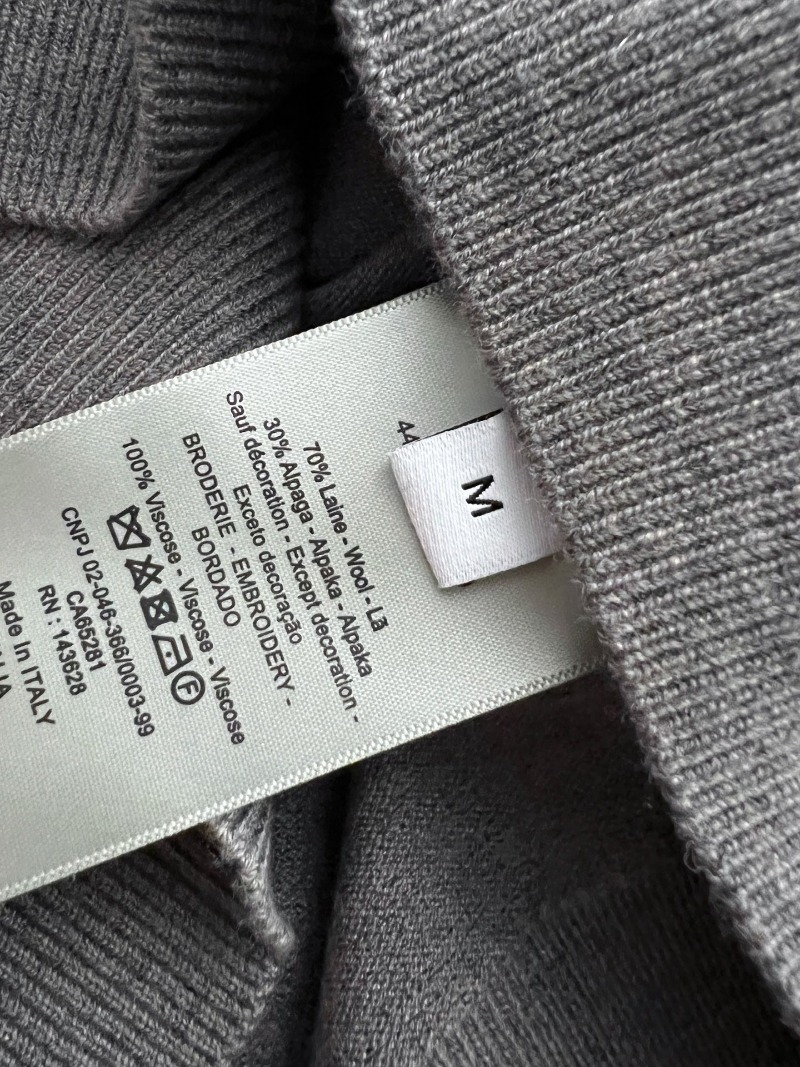 M
44
70% Laine - Wool - Lã
30% Alpaga - Alpaka - Alpaka
Sauf décoration - Except decoration -
Exceto decoração
BRODERIE - EMBROIDERY -
BORDADO
100% Viscose - Viscose - Viscose
F
CNPJ 02-046-366/0003-99
CA65281
RN : 143628
Made In ITALY